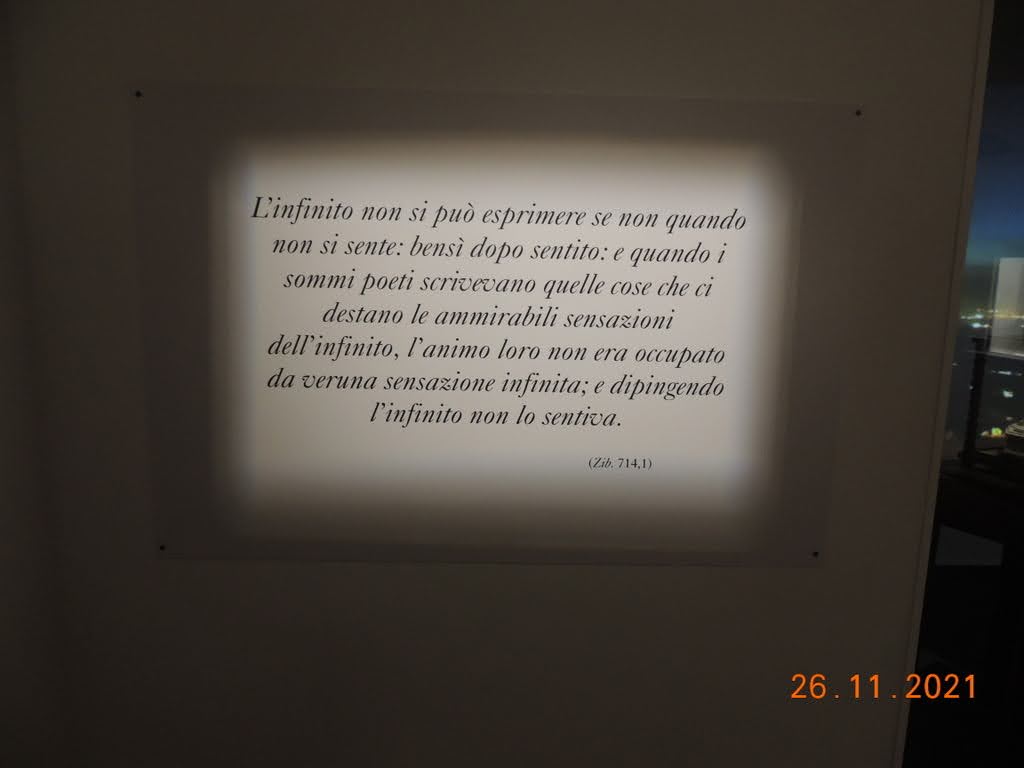 L'infinito non si può esprimere se non quando
non si sente: bensì dopo sentito: e quando i
sommi poeti scrivevano quelle cose che ci
destano le ammirabili sensazioni
dell'infinito, l'animo loro non era occupato
da veruna sensazione infinita; e dipingendo
l'infinito non lo sentiva.
(Zib. 714,1)
26.11.2021